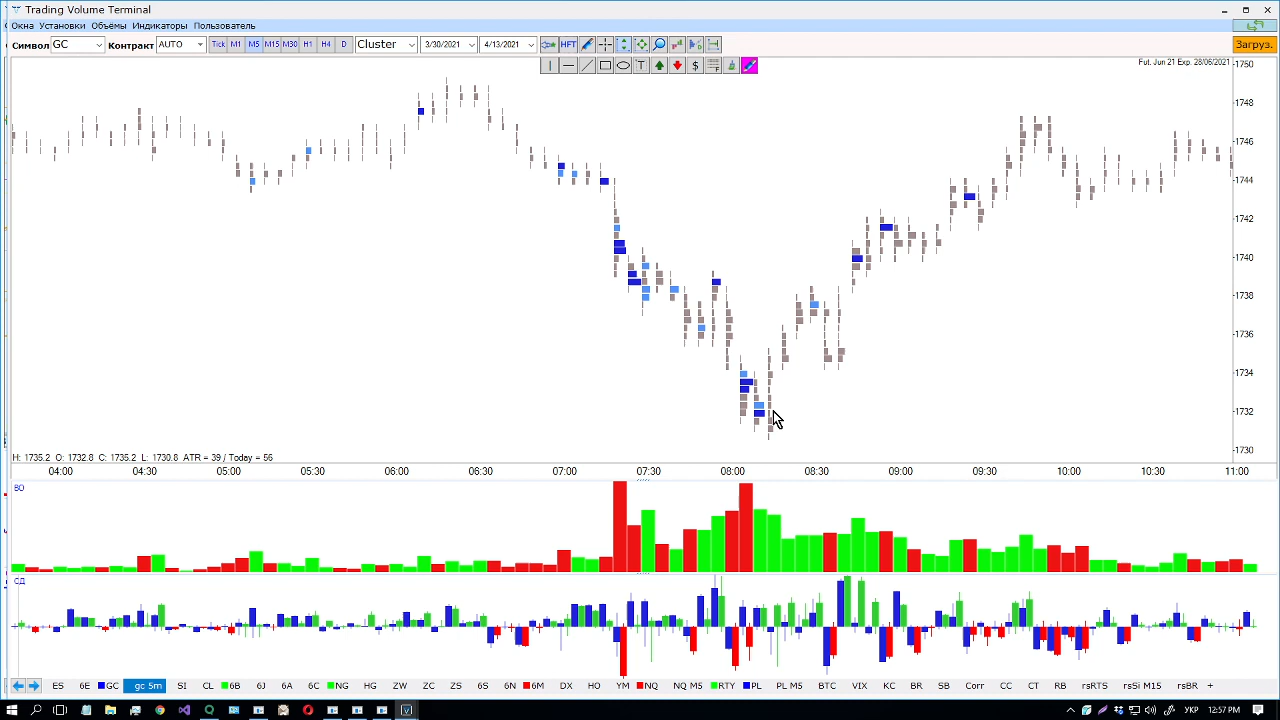 Trading Volume Terminal
Окна Установки Объёмы Индикаторы Пользователь
Символ GC Контракт AUTO Tick M1 M5 M15 M30 H1 H4 D Cluster 3/30/2021 4/13/2021 HFT Загруз.
T $
Fut. Jun 21 Exp. 28/06/2021
1750
1748
1746
1744
1742
1740
1738
1736
1734
1732
1730
H: 1735.2 O: 1732.8 C: 1735.2 L: 1730.8 ATR = 39 / Today = 56
04:00 04:30 05:00 05:30 06:00 06:30 07:00 07:30 08:00 08:30 09:00 09:30 10:00 10:30 11:00
ВО
ОД
ES 6E GC gc 5m SI CL 6B 6J 6A 6C NG HG ZW ZC ZS 6S 6N 6M DX HO YM NQ NQ M5 RTY PL PL M5 BTC VIX KC BR SB Corr CC CT RB rsRTS rsSi M15 rsBR +
УКР 12:57 PM